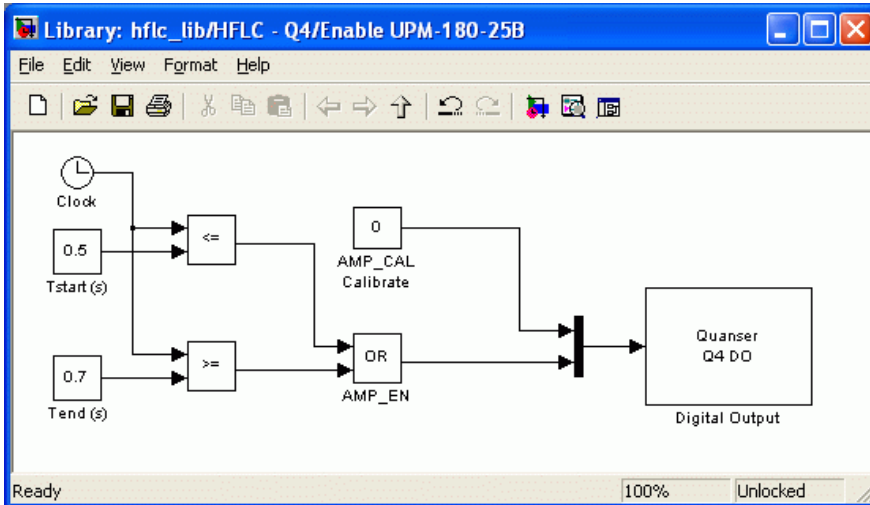 Library: hflc_lib/HFLC - Q4/Enable UPM-180-25B
File Edit View Format Help
Clock
0.5
Tstart (s)
<=
0
AMP_CAL
Calibrate
Quanser
Q4 DO
Digital Output
0.7
Tend (s)
>=
OR
AMP_EN
Ready 100% Unlocked